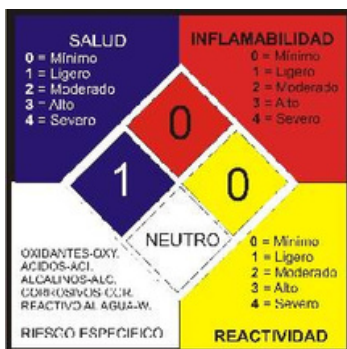 SALUD
0 = Mínimo
1 = Ligero
2 = Moderado
3 = Alto
4 = Severo
INFLAMABILIDAD
0 = Mínimo
1 = Ligero
2 = Moderado
3 = Alto
4 = Severo
0
1
0
NEUTRO
OXIDANTES-OXY.
ACIDOS-ACI.
ALCALINOS-ALC.
CORROSIVOS-COR.
REACTIVO AL AGUA-W.
RIESGO ESPECIFICO
0 = Mínimo
1 = Ligero
2 = Moderado
3 = Alto
4 = Severo
REACTIVIDAD